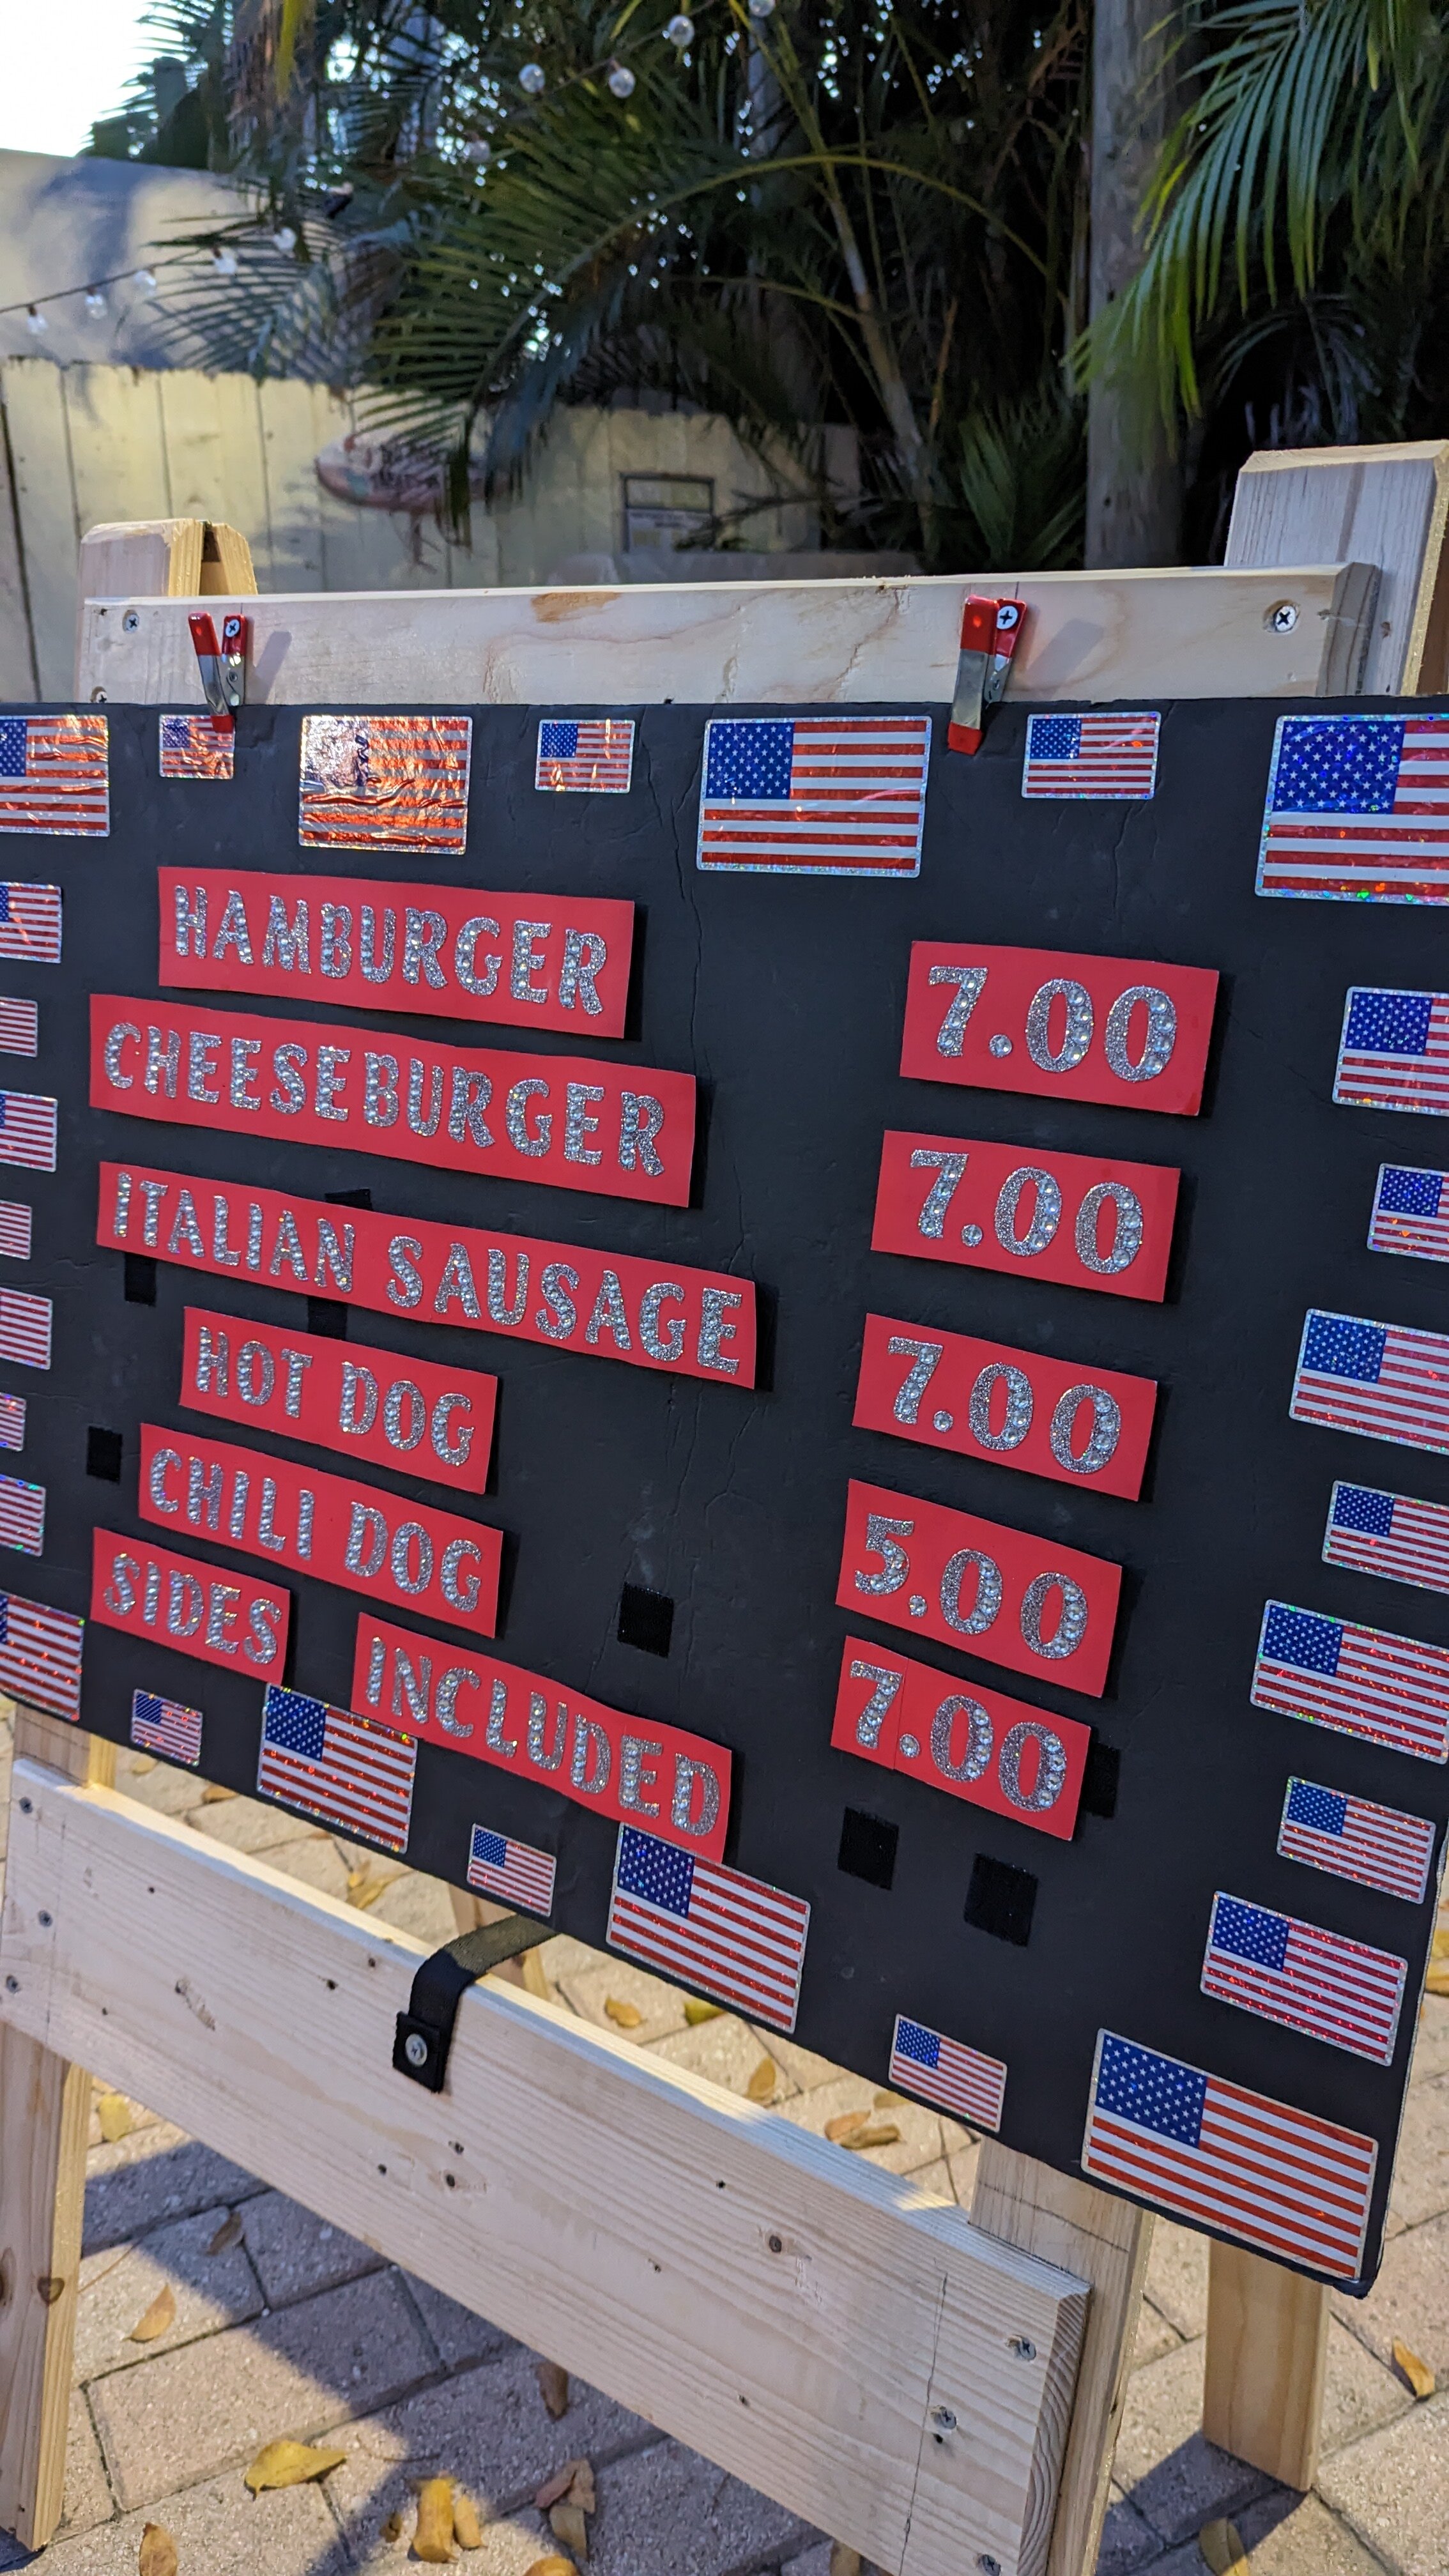 HAMBURGER 7.00
CHEESEBURGER 7.00
ITALIAN SAUSAGE 7.00
HOT DOG 5.00
CHILI DOG 7.00
SIDES INCLUDED